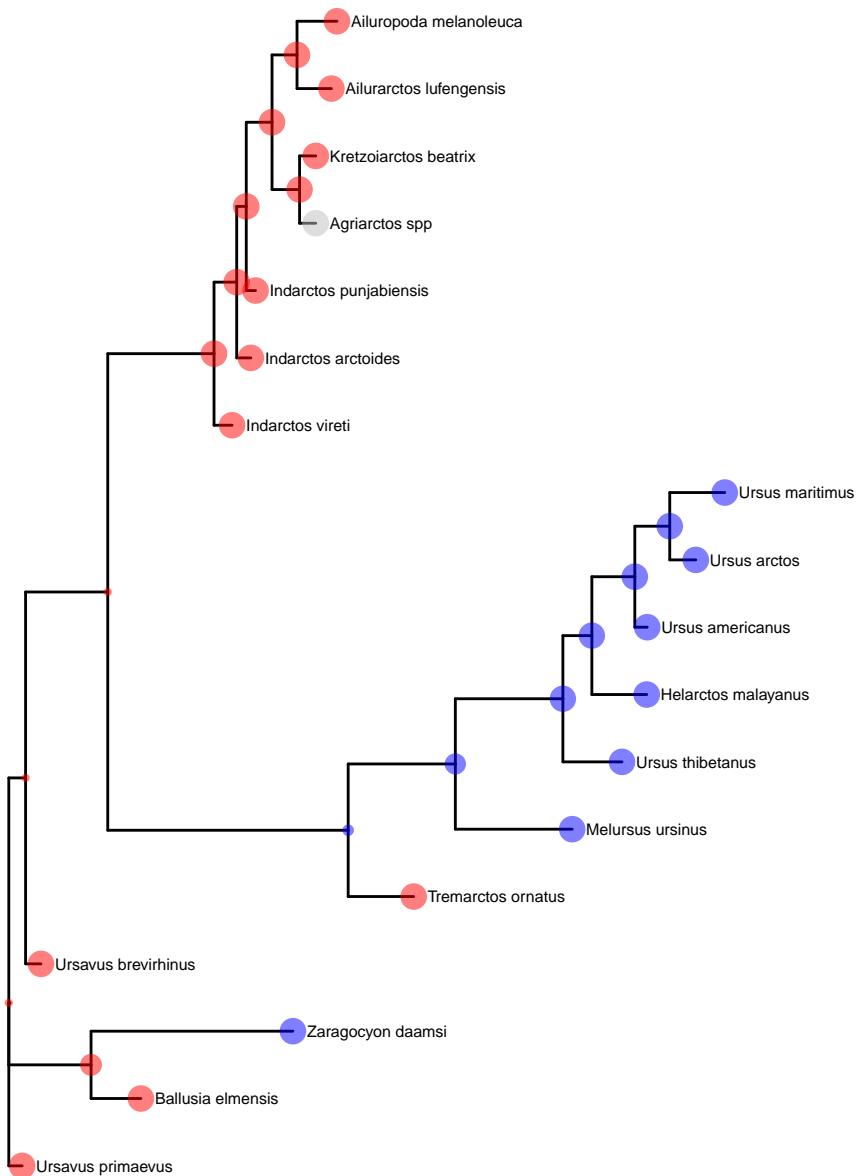 Ailuropoda melanoleuca
Ailurarctos lufengensis
Kretzoiarctos beatrix
Agriarctos spp
Indarctos punjabiensis
Indarctos arctoides
Indarctos vireti
Ursus maritimus
Ursus arctos
Ursus americanus
Helarctos malayanus
Ursus thibetanus
Melursus ursinus
Tremarctos ornatus
Ursavus brevirhinus
Zaragocyon daamsi
Ballusia elmensis
Ursavus primaevus